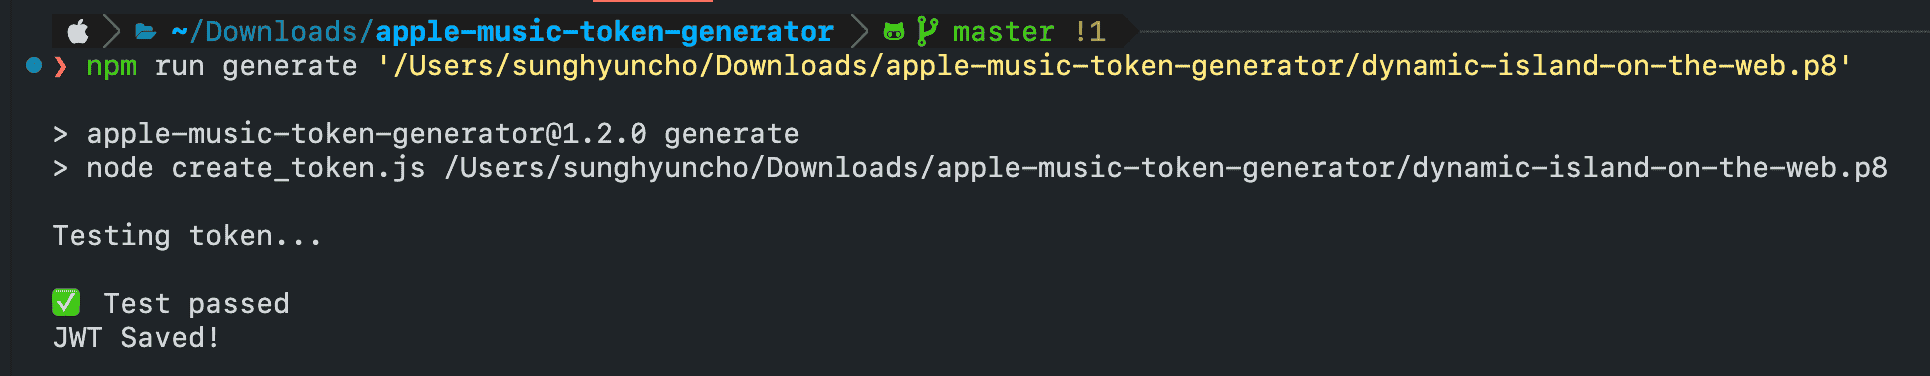 ~/Downloads/apple-music-token-generator master !1
❯ npm run generate '/Users/sunghyuncho/Downloads/apple-music-token-generator/dynamic-island-on-the-web.p8'
> apple-music-token-generator@1.2.0 generate
> node create_token.js /Users/sunghyuncho/Downloads/apple-music-token-generator/dynamic-island-on-the-web.p8
Testing token...
✅ Test passed
JWT Saved!